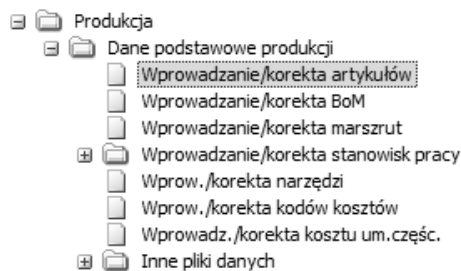 Produkcja
Dane podstawowe produkcji
Wprowadzanie/korekta artykułów
Wprowadzanie/korekta BoM
Wprowadzanie/korekta marszrut
Wprowadzanie/korekta stanowisk pracy
Wprow./korekta narzędzi
Wprow./korekta kodów kosztów
Wprowadz./korekta kosztu um.częśc.
Inne pliki danych